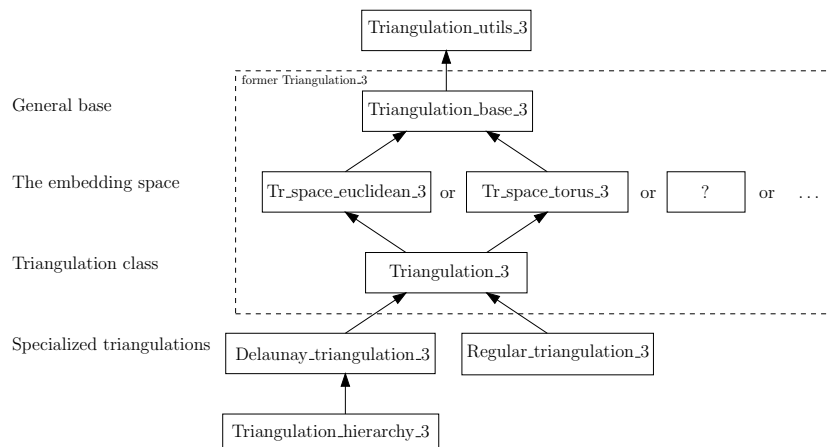 Triangulation_utils_3
former Triangulation_3
General base
Triangulation_base_3
The embedding space
Tr_space_euclidean_3 or Tr_space_torus_3 or ? or ...
Triangulation class
Triangulation_3
Specialized triangulations
Delaunay_triangulation_3
Regular_triangulation_3
Triangulation_hierarchy_3